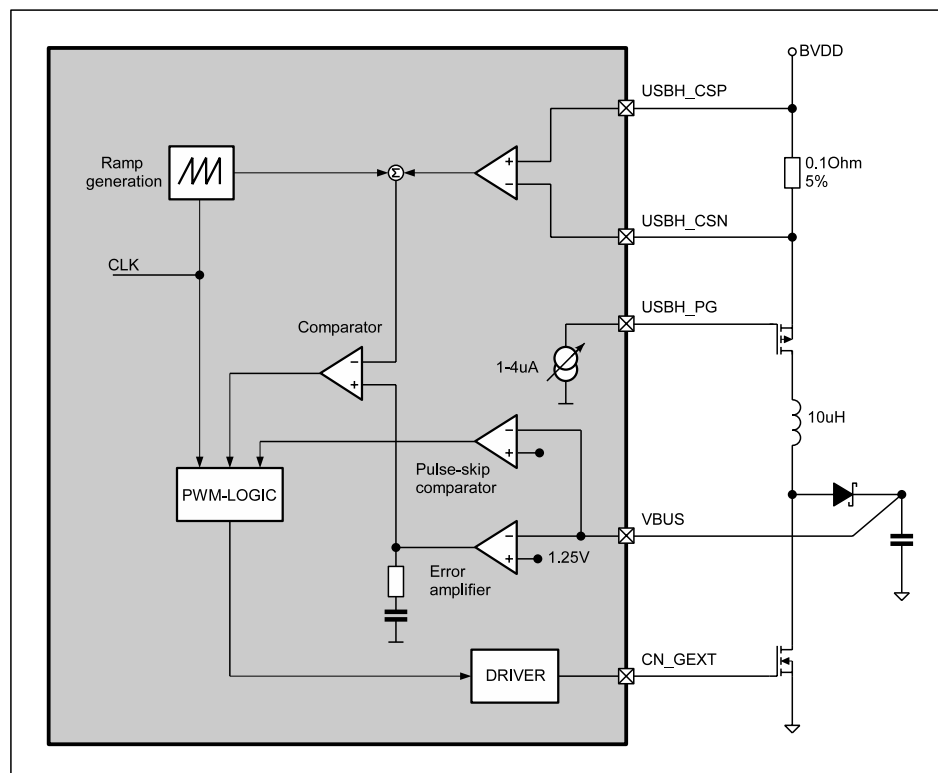 BVDD
USBH_CSP
Ramp
generation
Σ
+
−
0.1Ohm
5%
USBH_CSN
CLK
USBH_PG
Comparator
−
+
1-4uA
10uH
−
+
Pulse-skip
comparator
PWM-LOGIC
VBUS
−
+
1.25V
Error
amplifier
CN_GEXT
DRIVER